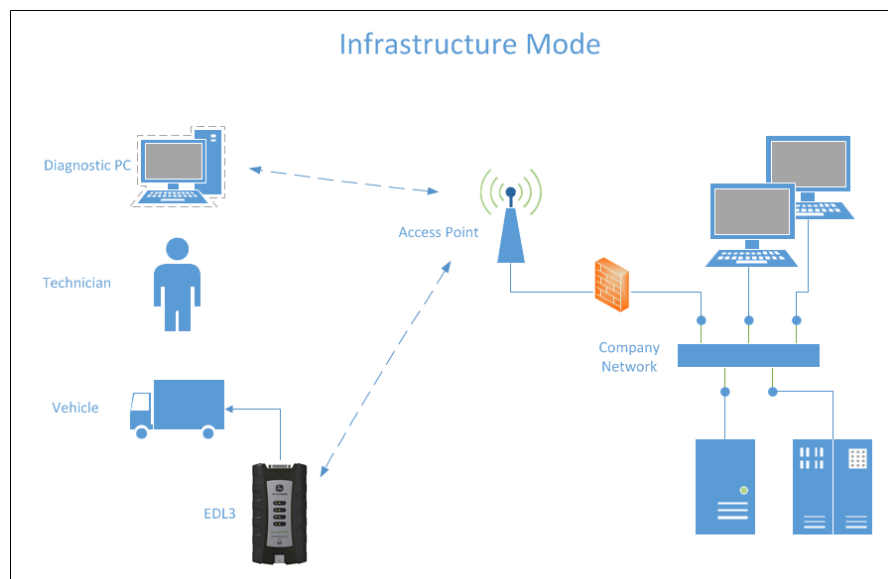 Infrastructure Mode
Diagnostic PC
Access Point
Technician
Company
Network
Vehicle
EDL3